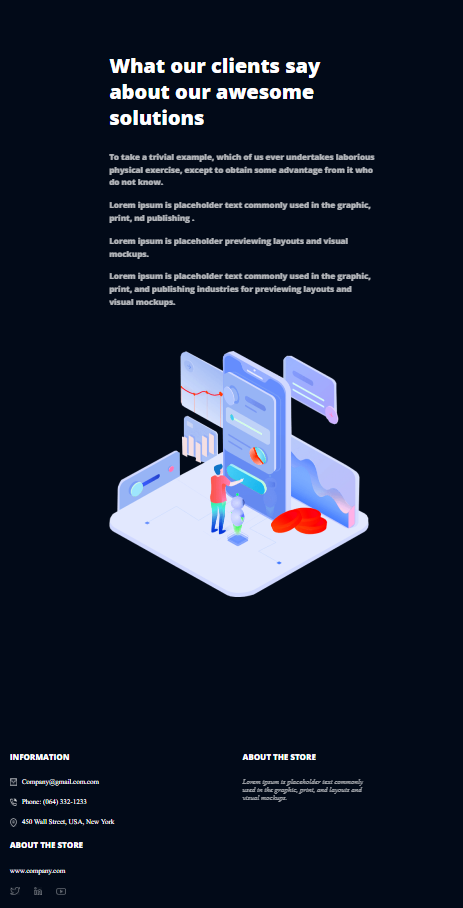 What our clients say
about our awesome
solutions
To take a trivial example, which of us ever undertakes laborious
physical exercise, except to obtain some advantage from it who
do not know.
Lorem ipsum is placeholder text commonly used in the graphic,
print, nd publishing .
Lorem ipsum is placeholder previewing layouts and visual
mockups.
Lorem ipsum is placeholder text commonly used in the graphic,
print, and publishing industries for previewing layouts and
visual mockups.
INFORMATION
Company@gmail.com.com
Phone: (064) 332-1233
450 Wall Street, USA, New York
ABOUT THE STORE
www.company.com
ABOUT THE STORE
Lorem ipsum is placeholder text commonly
used in the graphic, print, and layouts and
visual mockups.